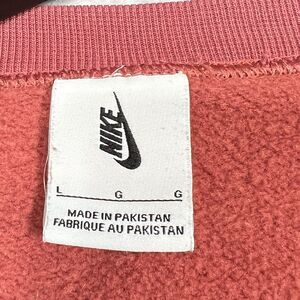 NIKE
L G G
MADE IN PAKISTAN
FABRIQUE AU PAKISTAN